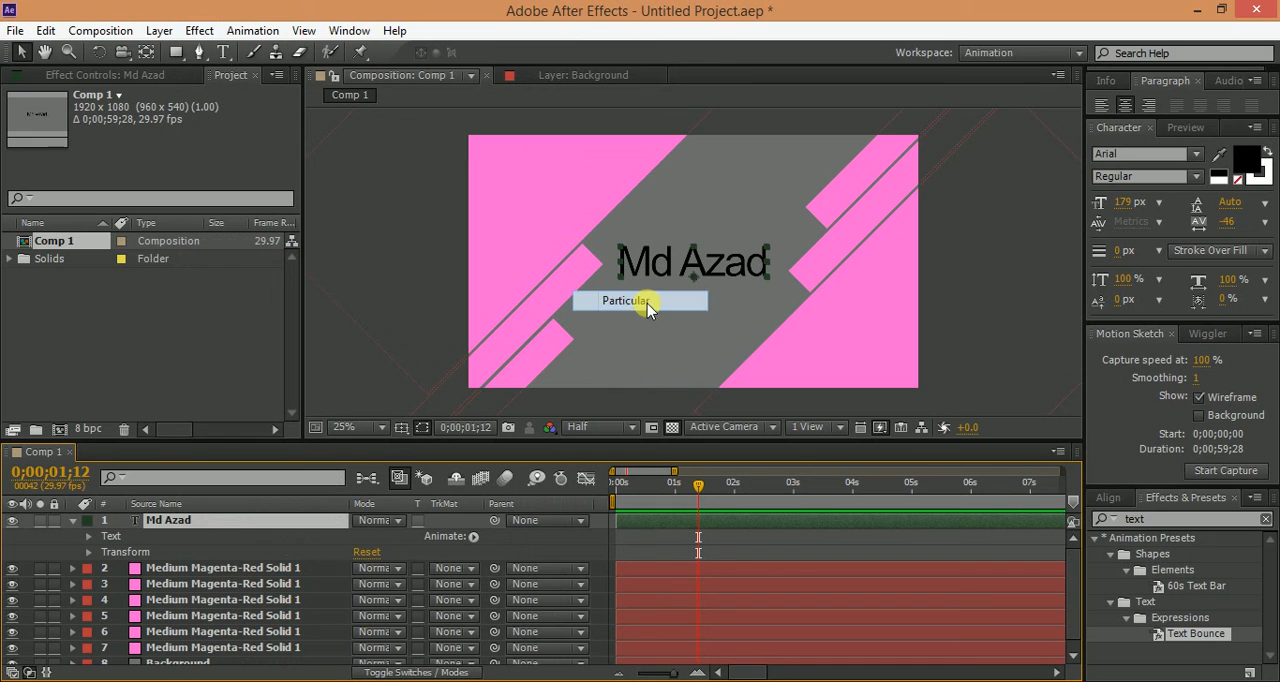 Adobe After Effects - Untitled Project.aep *
File Edit Composition Layer Effect Animation View Window Help
Workspace: Animation Search Help
Effect Controls: Md Azad Project Composition: Comp 1 Layer: Background Info Paragraph Audio
Comp 1
Comp 1
1920 x 1080 (960 x 540) (1.00)
Δ 0;00;59;28, 29.97 fps
Character Preview
Arial
Regular
179 px Auto
Metrics -46
0 px Stroke Over Fill
100 % 100 %
0 px 0 %
Name Type Size Frame R...
Comp 1 Composition 29.97
Solids Folder
Md Azad
Particular
Motion Sketch Wiggler
Capture speed at: 100 %
Smoothing: 1
Show: Wireframe
Background
Start: 0;00;00;00
Duration: 0;00;59;28
Start Capture
8 bpc 25% 0;00;01;12 Half Active Camera 1 View +0.0
Comp 1
0;00;01;12
00042 (29.97 fps)
01s 02s 03s 04s 05s 06s 07s
# Source Name Mode T TrkMat Parent
1 T Md Azad None
Text Animate:
Transform Reset
2 Medium Magenta-Red Solid 1 None None
3 Medium Magenta-Red Solid 1 None None
4 Medium Magenta-Red Solid 1 None None
5 Medium Magenta-Red Solid 1 None None
6 Medium Magenta-Red Solid 1 None None
7 Medium Magenta-Red Solid 1 None None
Background
Toggle Switches / Modes
Align Effects & Presets
text
* Animation Presets
Shapes
Elements
60s Text Bar
Text
Expressions
Text Bounce